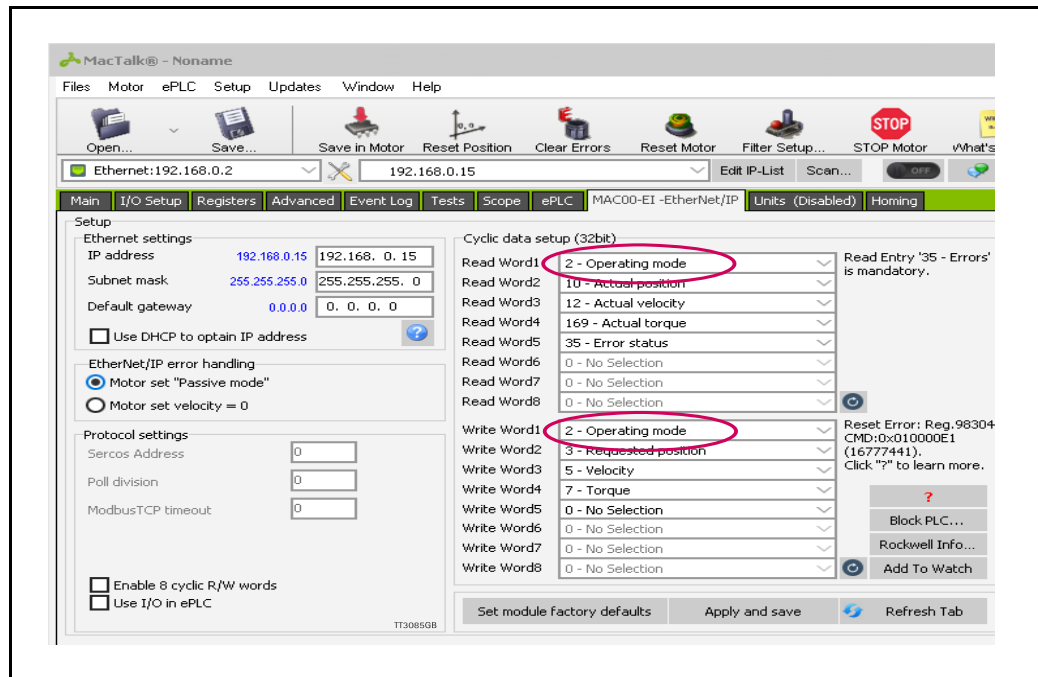 MacTalk® - Noname
Files Motor ePLC Setup Updates Window Help
Open... Save... Save in Motor Reset Position Clear Errors Reset Motor Filter Setup... STOP Motor What's
0,0
STOP
Ethernet:192.168.0.2 192.168.0.15 Edit IP-List Scan... OFF
Main I/O Setup Registers Advanced Event Log Tests Scope ePLC MAC00-EI -EtherNet/IP Units (Disabled) Homing
Setup
Ethernet settings
IP address 192.168.0.15 192.168. 0. 15
Subnet mask 255.255.255.0 255.255.255. 0
Default gateway 0.0.0.0 0. 0. 0. 0
Use DHCP to optain IP address ?
EtherNet/IP error handling
Motor set "Passive mode"
Motor set velocity = 0
Protocol settings
Sercos Address 0
Poll division 0
ModbusTCP timeout 0
Enable 8 cyclic R/W words
Use I/O in ePLC
TT3085GB
Cyclic data setup (32bit)
Read Word1 2 - Operating mode
Read Word2 10 - Actual position
Read Word3 12 - Actual velocity
Read Word4 169 - Actual torque
Read Word5 35 - Error status
Read Word6 0 - No Selection
Read Word7 0 - No Selection
Read Word8 0 - No Selection
Read Entry '35 - Errors'
is mandatory.
Write Word1 2 - Operating mode
Write Word2 3 - Requested position
Write Word3 5 - Velocity
Write Word4 7 - Torque
Write Word5 0 - No Selection
Write Word6 0 - No Selection
Write Word7 0 - No Selection
Write Word8 0 - No Selection
Reset Error: Reg.98304
CMD:0x010000E1
(16777441).
Click "?" to learn more.
?
Block PLC...
Rockwell Info...
Add To Watch
Set module factory defaults Apply and save Refresh Tab